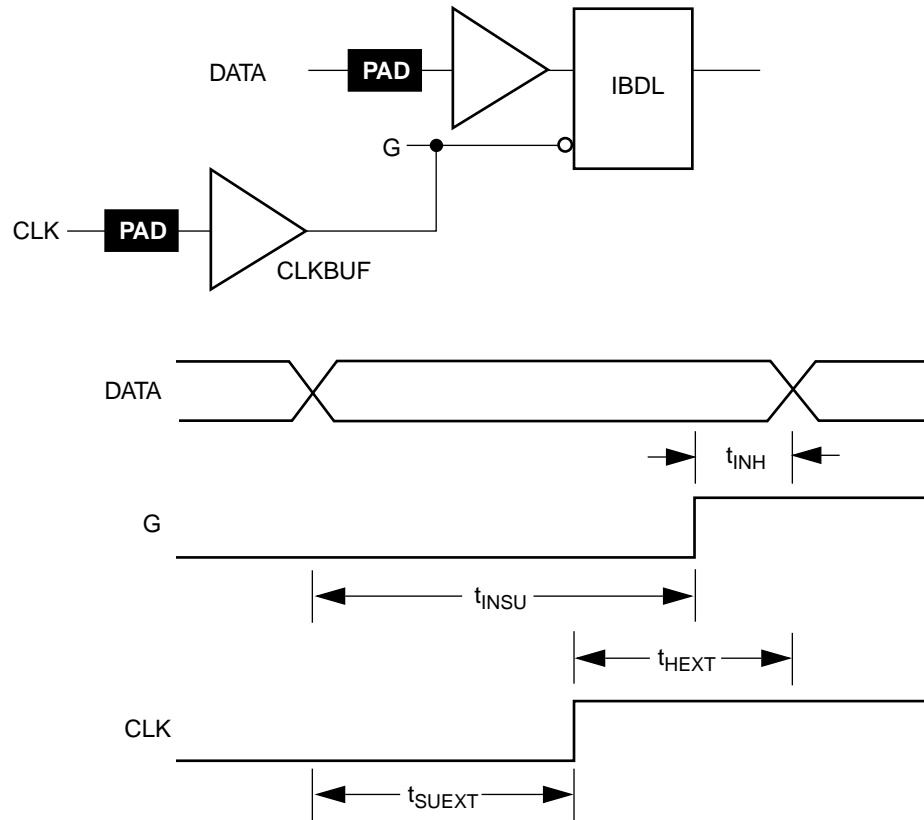 DATA
PAD
IBDL
G
CLK
PAD
CLKBUF
DATA
tINH
G
tINSU
tHEXT
CLK
tSUEXT